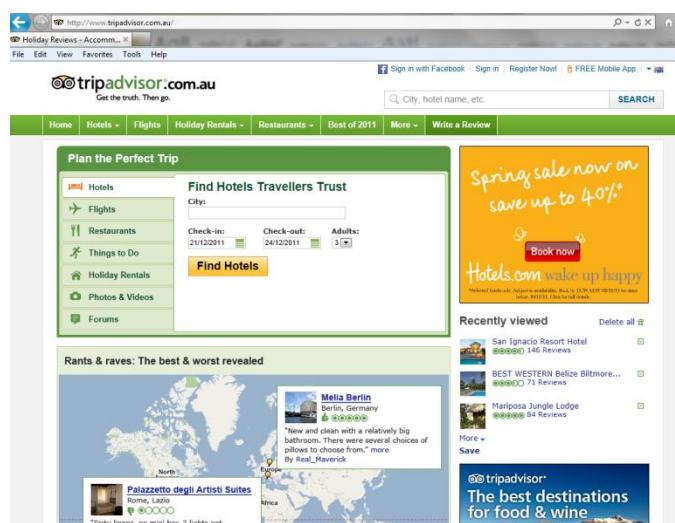 http://www.tripadvisor.com.au/
Holiday Reviews - Accomm...
File Edit View Favorites Tools Help
Sign in with Facebook Sign in Register Now! FREE Mobile App
tripadvisor.com.au
Get the truth. Then go.
City, hotel name, etc.
SEARCH
Home Hotels Flights Holiday Rentals Restaurants Best of 2011 More Write a Review
Plan the Perfect Trip
Hotels
Flights
Restaurants
Things to Do
Holiday Rentals
Photos & Videos
Forums
Find Hotels Travellers Trust
City:
Check-in: Check-out: Adults:
21/12/2011 24/12/2011 3
Find Hotels
Spring sale now on
save up to 40%*
Book now
Hotels.com wake up happy
Recently viewed
Delete all
San Ignacio Resort Hotel
146 Reviews
BEST WESTERN Belize Biltmore...
71 Reviews
Mariposa Jungle Lodge
84 Reviews
More
Save
Rants & raves: The best & worst revealed
Melia Berlin
Berlin, Germany
"New and clean with a relatively big
bathroom. There were several choices of
pillows to choose from." more
By Real_Maverick
North
Europe
Africa
Palazzetto degli Artisti Suites
Rome, Lazio
tripadvisor
The best destinations
for food & wine